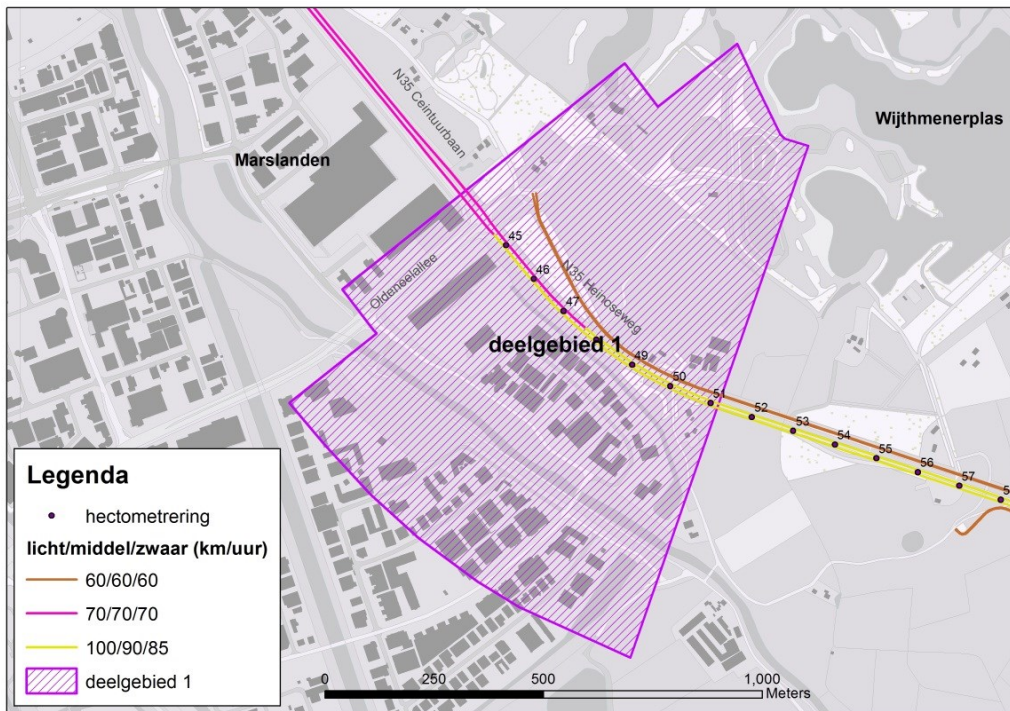 N35 Ceintuurbaan
Wijthmenerplas
Marslanden
45
46
Oldeneelallee
N35 Heinoseweg
47
deelgebied 1
49
50
51
52
53
54
55
56
57
Legenda
hectometrering
licht/middel/zwaar (km/uur)
60/60/60
70/70/70
100/90/85
deelgebied 1
0 250 500 1,000
Meters